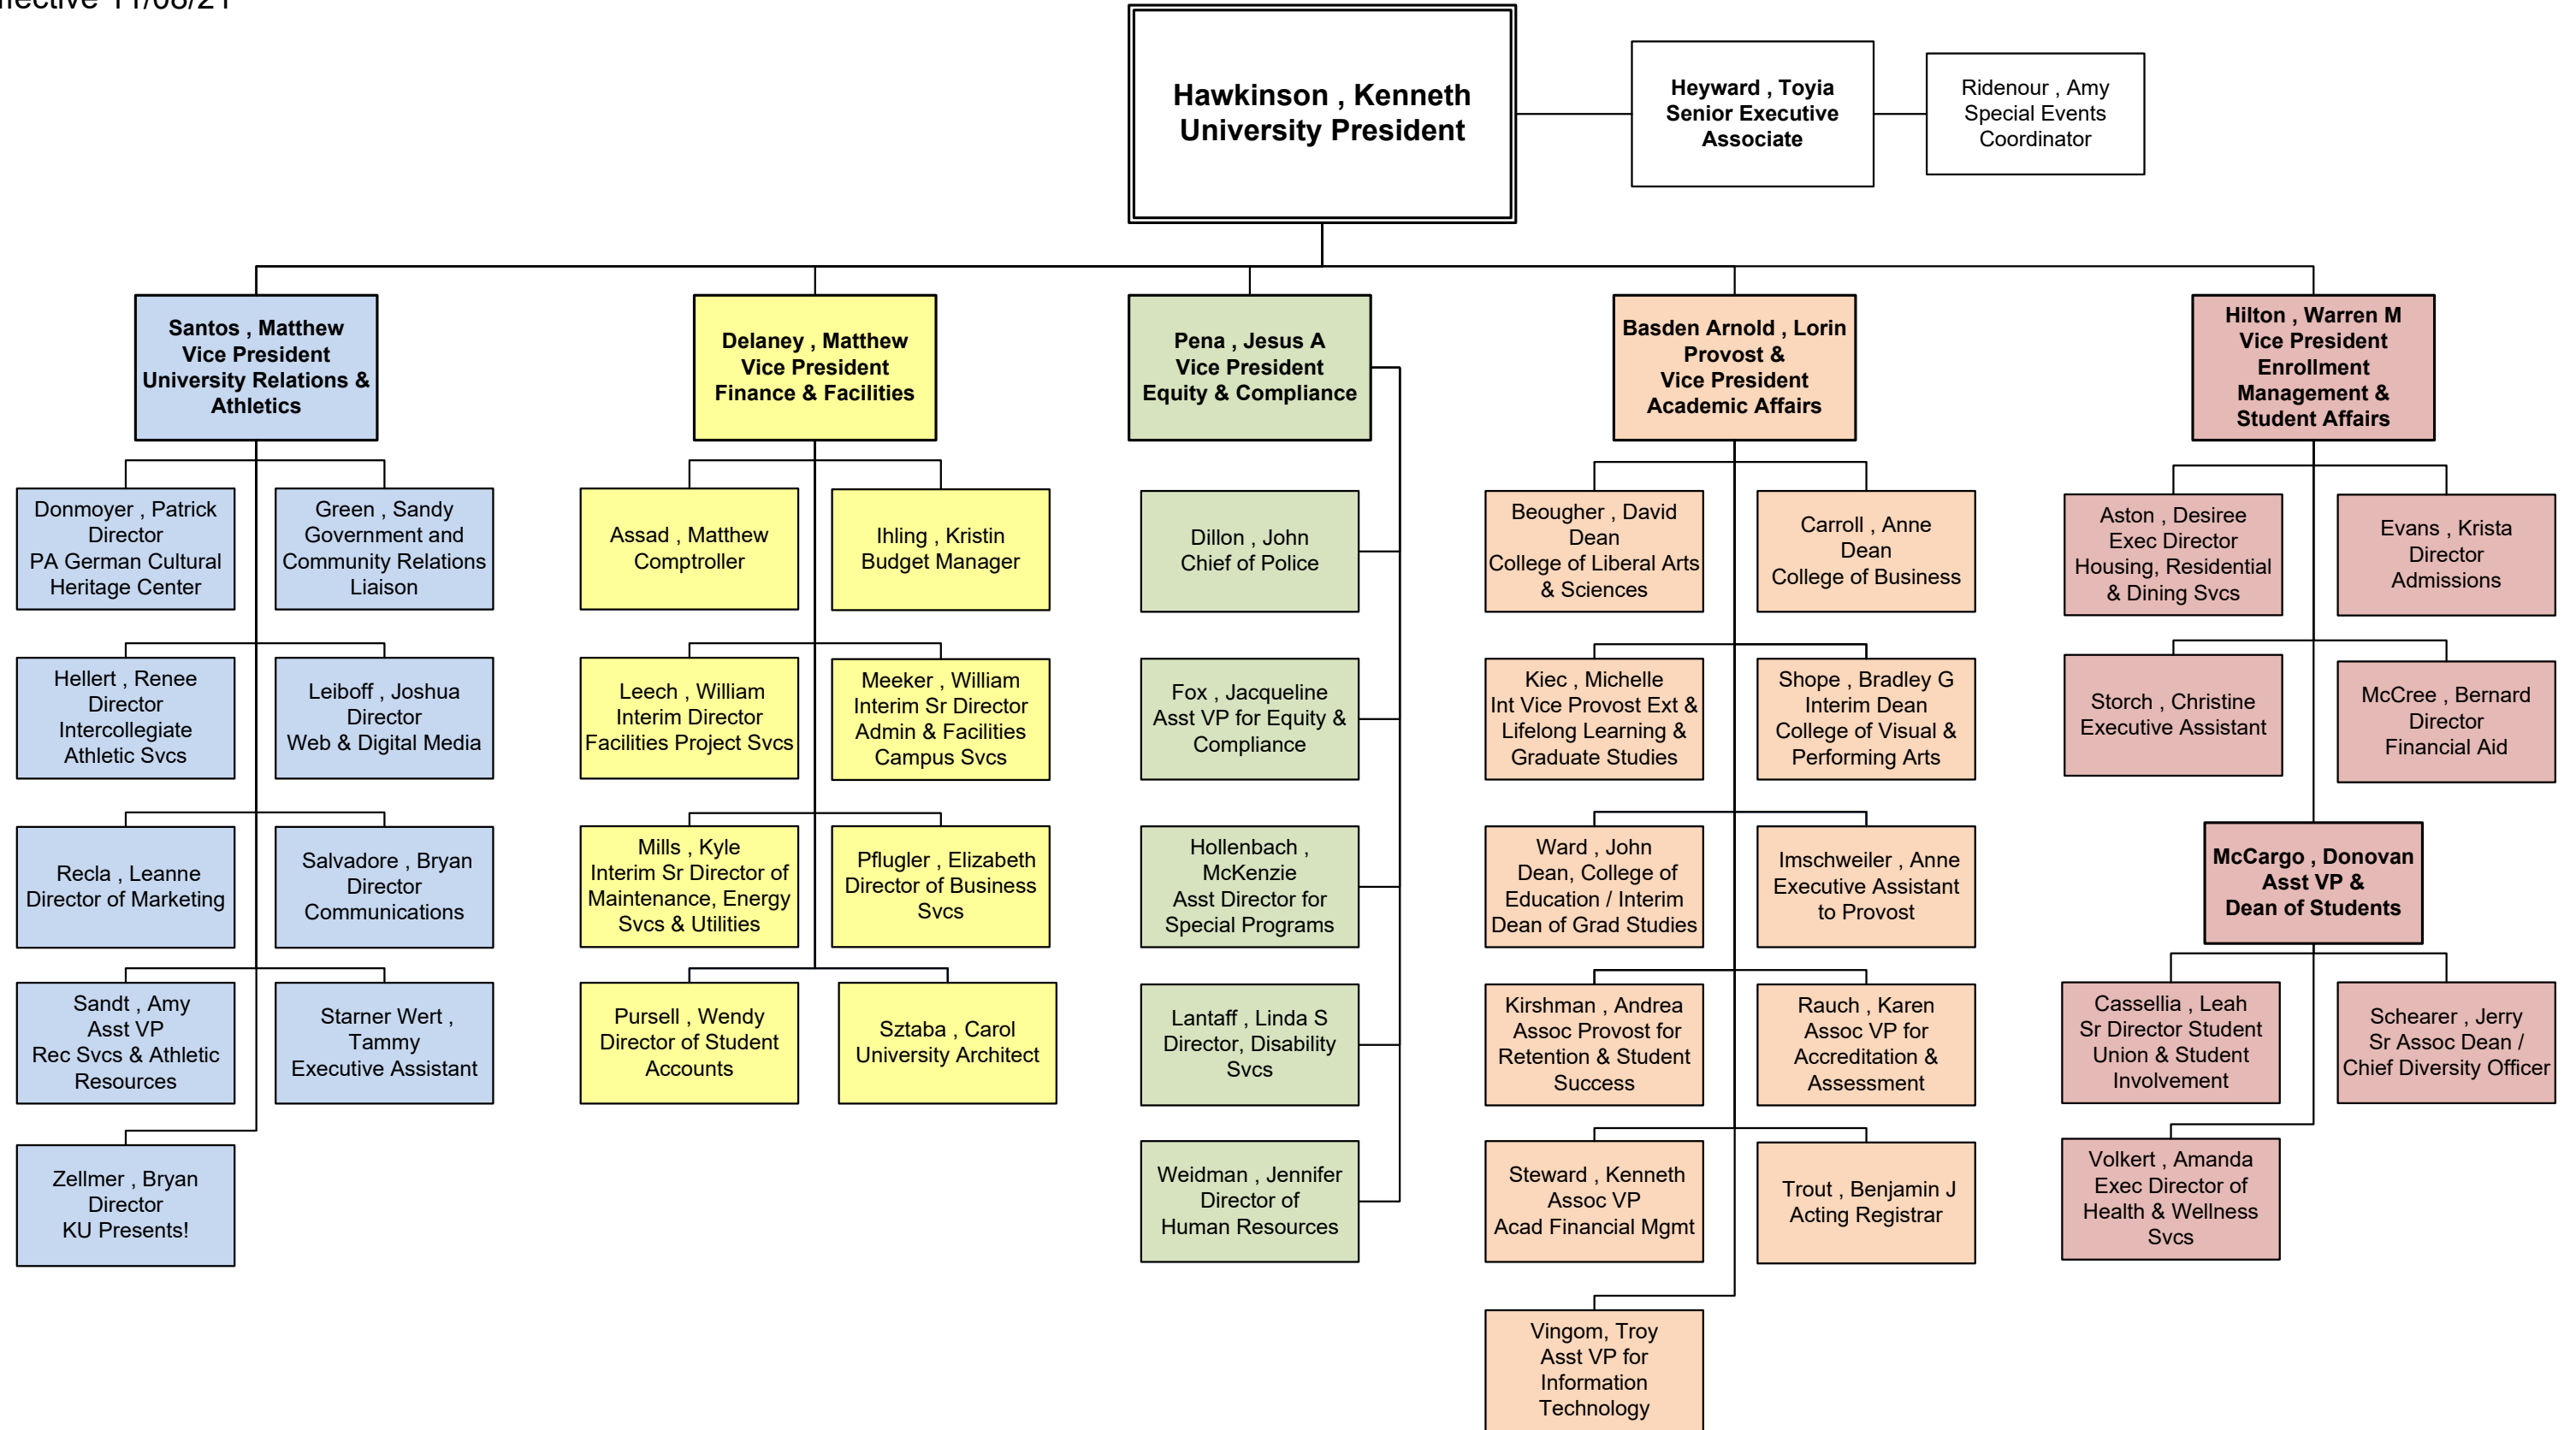 11/08/21
Hawkinson , Kenneth
University President
Heyward , Toyia
Senior Executive
Associate
Ridenour , Amy
Special Events
Coordinator
Santos , Matthew
Vice President
University Relations &
Athletics
Donmoyer , Patrick
Director
PA German Cultural
Heritage Center
Green , Sandy
Government and
Community Relations
Liaison
Hellert , Renee
Director
Intercollegiate
Athletic Svcs
Leiboff , Joshua
Director
Web & Digital Media
Recla , Leanne
Director of Marketing
Salvadore , Bryan
Director
Communications
Sandt , Amy
Asst VP
Rec Svcs & Athletic
Resources
Starner Wert ,
Tammy
Executive Assistant
Zellmer , Bryan
Director
KU Presents!
Delaney , Matthew
Vice President
Finance & Facilities
Assad , Matthew
Comptroller
Ihling , Kristin
Budget Manager
Leech , William
Interim Director
Facilities Project Svcs
Meeker , William
Interim Sr Director
Admin & Facilities
Campus Svcs
Mills , Kyle
Interim Sr Director of
Maintenance, Energy
Svcs & Utilities
Pflugler , Elizabeth
Director of Business
Svcs
Pursell , Wendy
Director of Student
Accounts
Sztaba , Carol
University Architect
Pena , Jesus A
Vice President
Equity & Compliance
Dillon , John
Chief of Police
Fox , Jacqueline
Asst VP for Equity &
Compliance
Hollenbach ,
McKenzie
Asst Director for
Special Programs
Lantaff , Linda S
Director, Disability
Svcs
Weidman , Jennifer
Director of
Human Resources
Basden Arnold , Lorin
Provost &
Vice President
Academic Affairs
Beougher , David
Dean
College of Liberal Arts
& Sciences
Carroll , Anne
Dean
College of Business
Kiec , Michelle
Int Vice Provost Ext &
Lifelong Learning &
Graduate Studies
Shope , Bradley G
Interim Dean
College of Visual &
Performing Arts
Ward , John
Dean, College of
Education / Interim
Dean of Grad Studies
Imschweiler , Anne
Executive Assistant
to Provost
Kirshman , Andrea
Assoc Provost for
Retention & Student
Success
Rauch , Karen
Assoc VP for
Accreditation &
Assessment
Steward , Kenneth
Assoc VP
Acad Financial Mgmt
Trout , Benjamin J
Acting Registrar
Vingom, Troy
Asst VP for
Information
Technology
Hilton , Warren M
Vice President
Enrollment
Management &
Student Affairs
Aston , Desiree
Exec Director
Housing, Residential
& Dining Svcs
Evans , Krista
Director
Admissions
Storch , Christine
Executive Assistant
McCree , Bernard
Director
Financial Aid
McCargo , Donovan
Asst VP &
Dean of Students
Cassellia , Leah
Sr Director Student
Union & Student
Involvement
Schearer , Jerry
Sr Assoc Dean /
Chief Diversity Officer
Volkert , Amanda
Exec Director of
Health & Wellness
Svcs